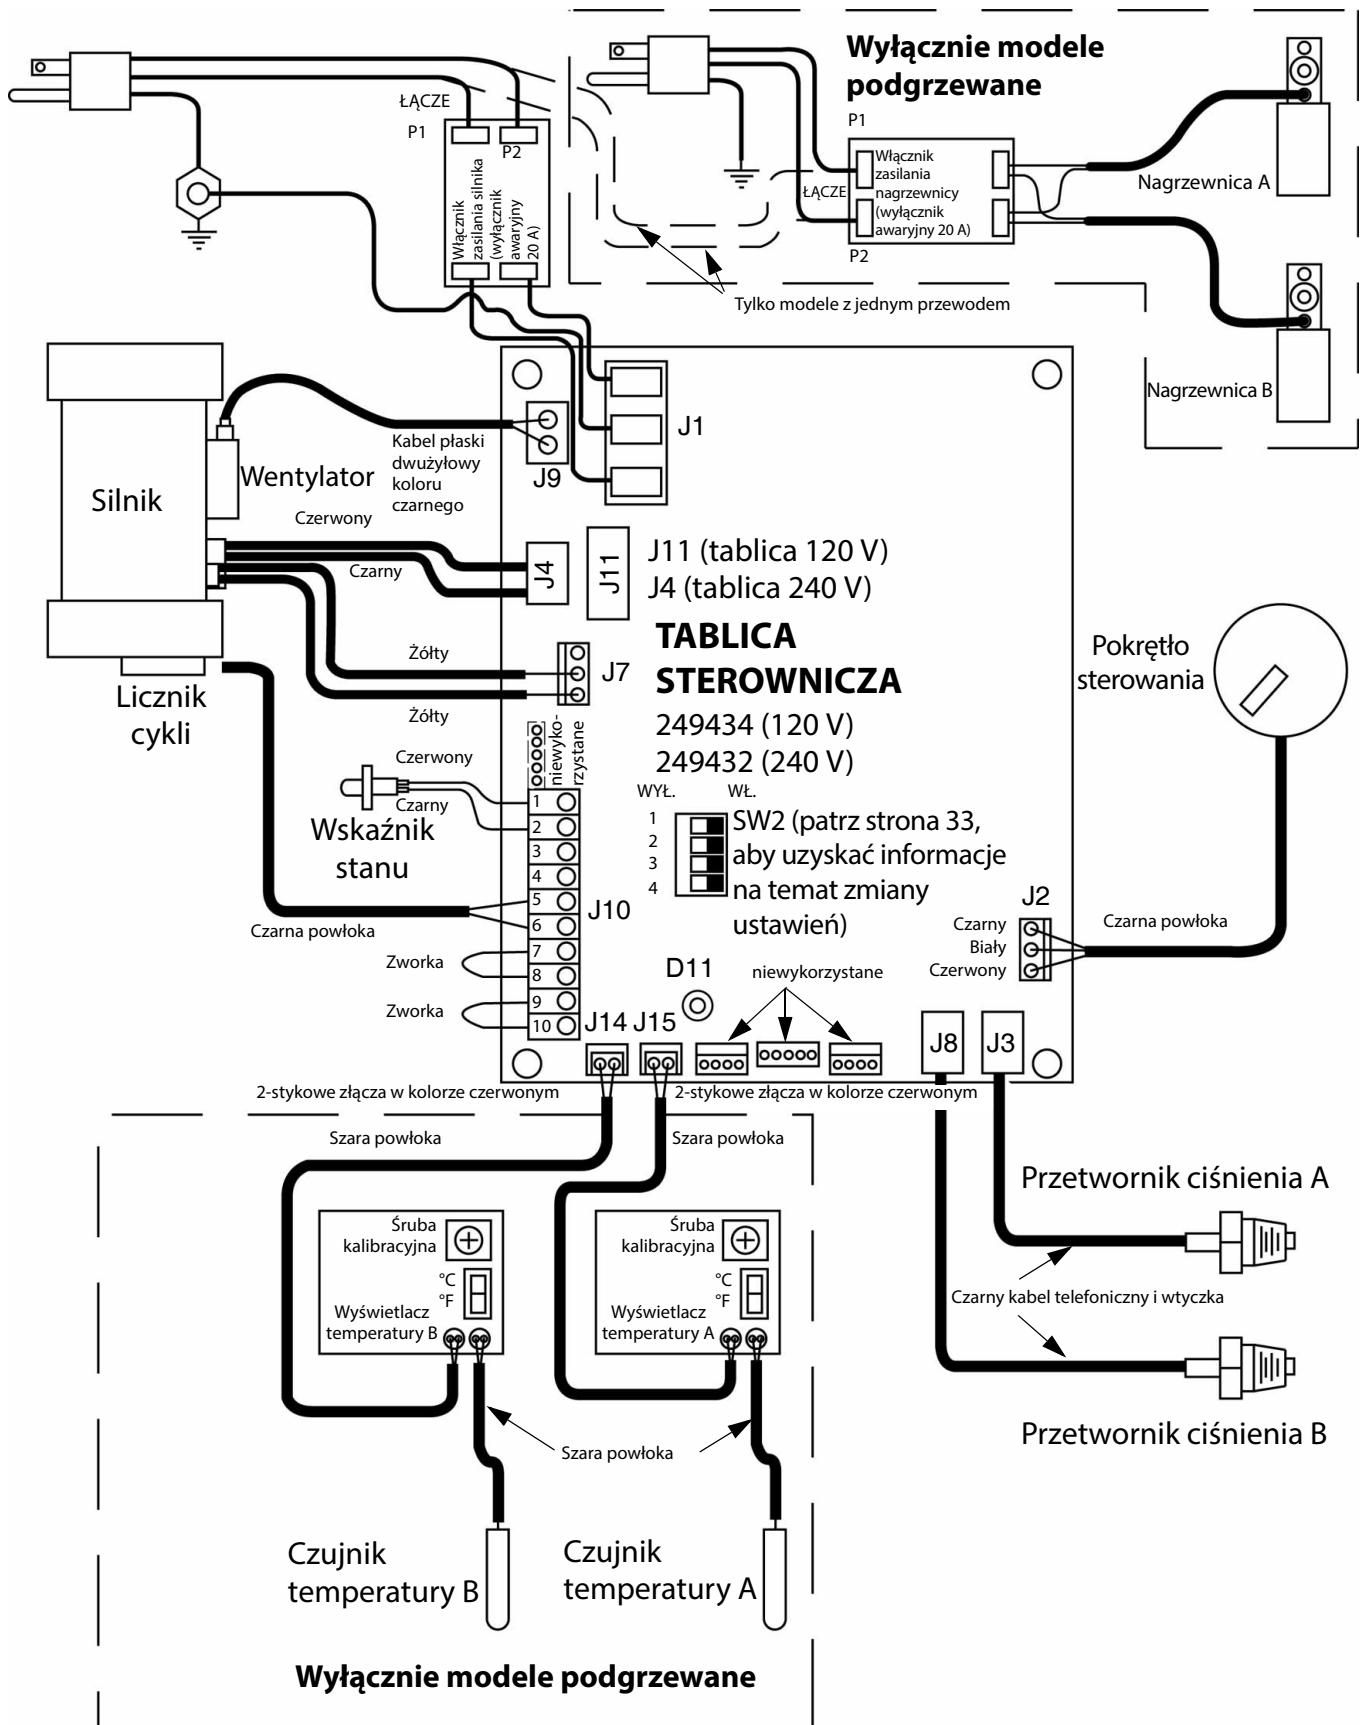 Wyłącznie modele
podgrzewane
ŁĄCZE
P1
P2
Włącznik
zasilania silnika
(wyłącznik
awaryjny
20 A)
P1
Włącznik
zasilania
nagrzewnicy
(wyłącznik
awaryjny 20 A)
ŁĄCZE
P2
Nagrzewnica A
Tylko modele z jednym przewodem
Nagrzewnica B
J1
Kabel płaski
dwużyłowy
koloru
czarnego
J9
Wentylator
Silnik
Czerwony
Czarny
J4
J11
J11 (tablica 120 V)
J4 (tablica 240 V)
TABLICA
STEROWNICZA
249434 (120 V)
249432 (240 V)
Żółty
J7
Żółty
Licznik
cykli
Pokrętło
sterowania
niewyko-
rzystane
Czerwony
Czarny
Wskaźnik
stanu
WYŁ.
WŁ.
1
2
3
4
SW2 (patrz strona 33,
aby uzyskać informacje
na temat zmiany
ustawień)
1
2
3
4
5
6
7
8
9
10
J10
Czarna powłoka
Zworka
Zworka
J2
Czarny
Biały
Czerwony
Czarna powłoka
D11
niewykorzystane
J14
J15
J8
J3
2-stykowe złącza w kolorze czerwonym
2-stykowe złącza w kolorze czerwonym
Szara powłoka
Szara powłoka
Przetwornik ciśnienia A
Śruba
kalibracyjna
°C
°F
Wyświetlacz
temperatury B
Śruba
kalibracyjna
°C
°F
Wyświetlacz
temperatury A
Czarny kabel telefoniczny i wtyczka
Przetwornik ciśnienia B
Szara powłoka
Czujnik
temperatury B
Czujnik
temperatury A
Wyłącznie modele podgrzewane